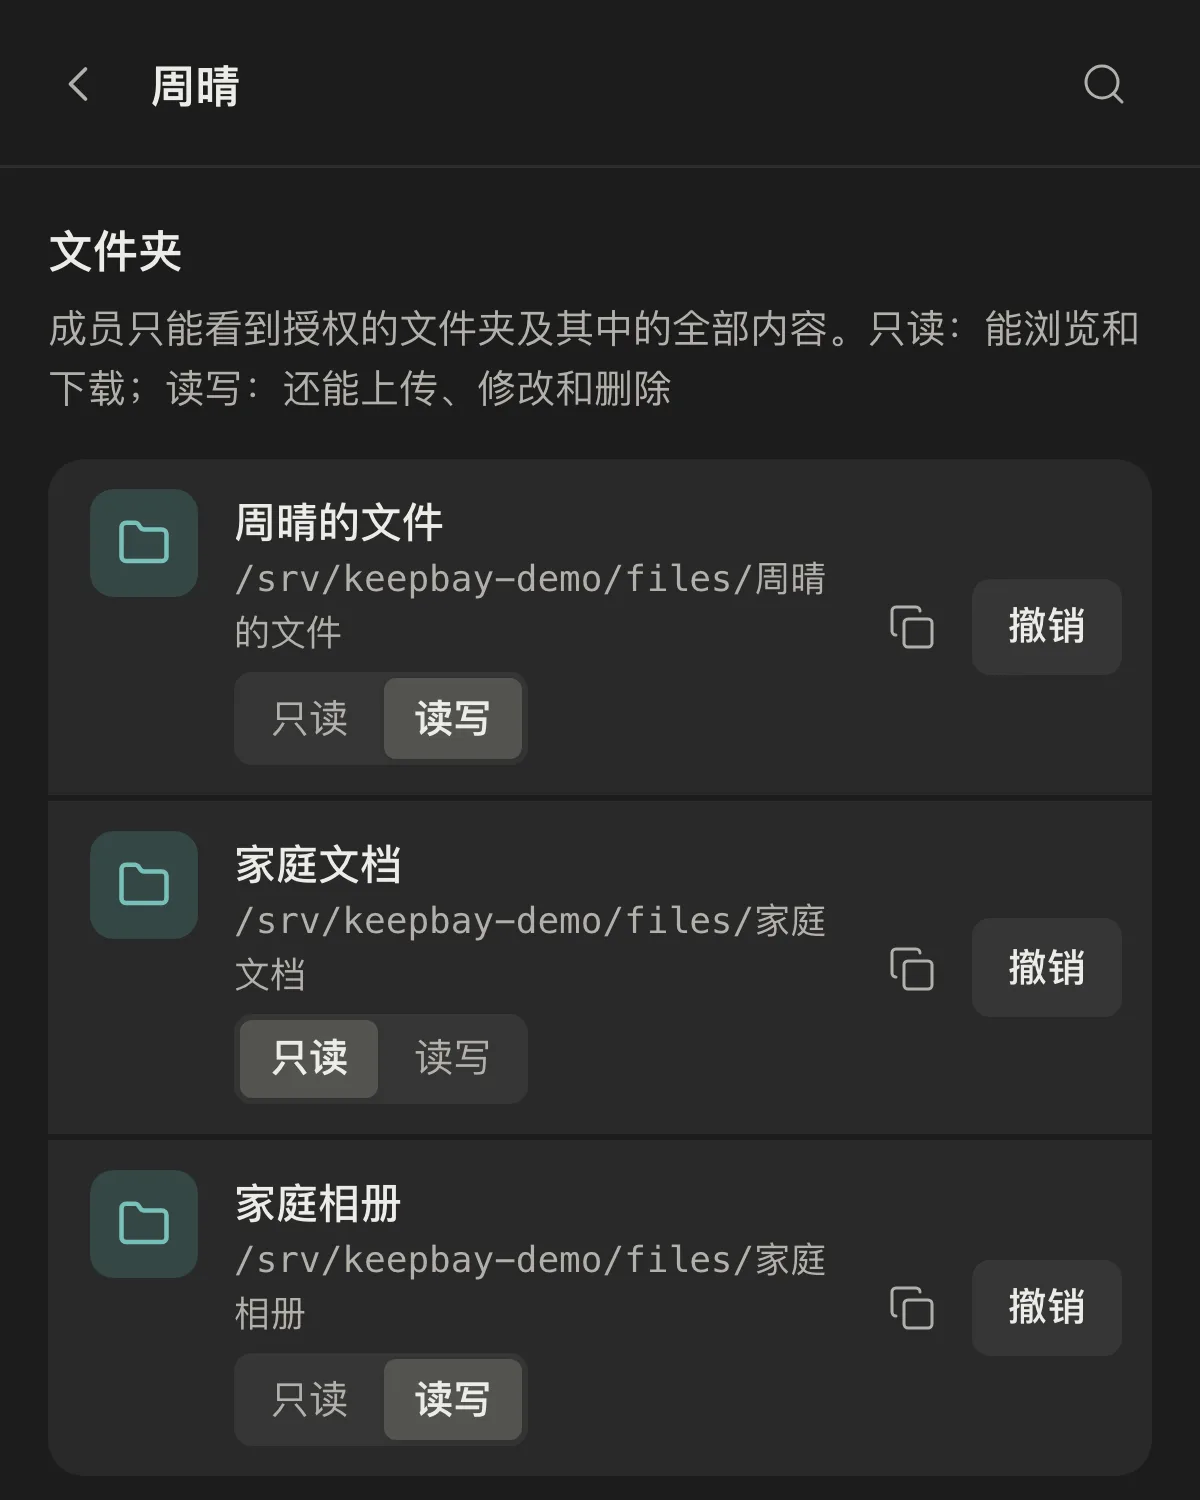 周晴
文件夹
成员只能看到授权的文件夹及其中的全部内容。只读：能浏览和
下载；读写：还能上传、修改和删除
周晴的文件
/srv/keepbay-demo/files/周晴
的文件
撤销
只读 读写
家庭文档
/srv/keepbay-demo/files/家庭
文档
撤销
只读 读写
家庭相册
/srv/keepbay-demo/files/家庭
相册
撤销
只读 读写